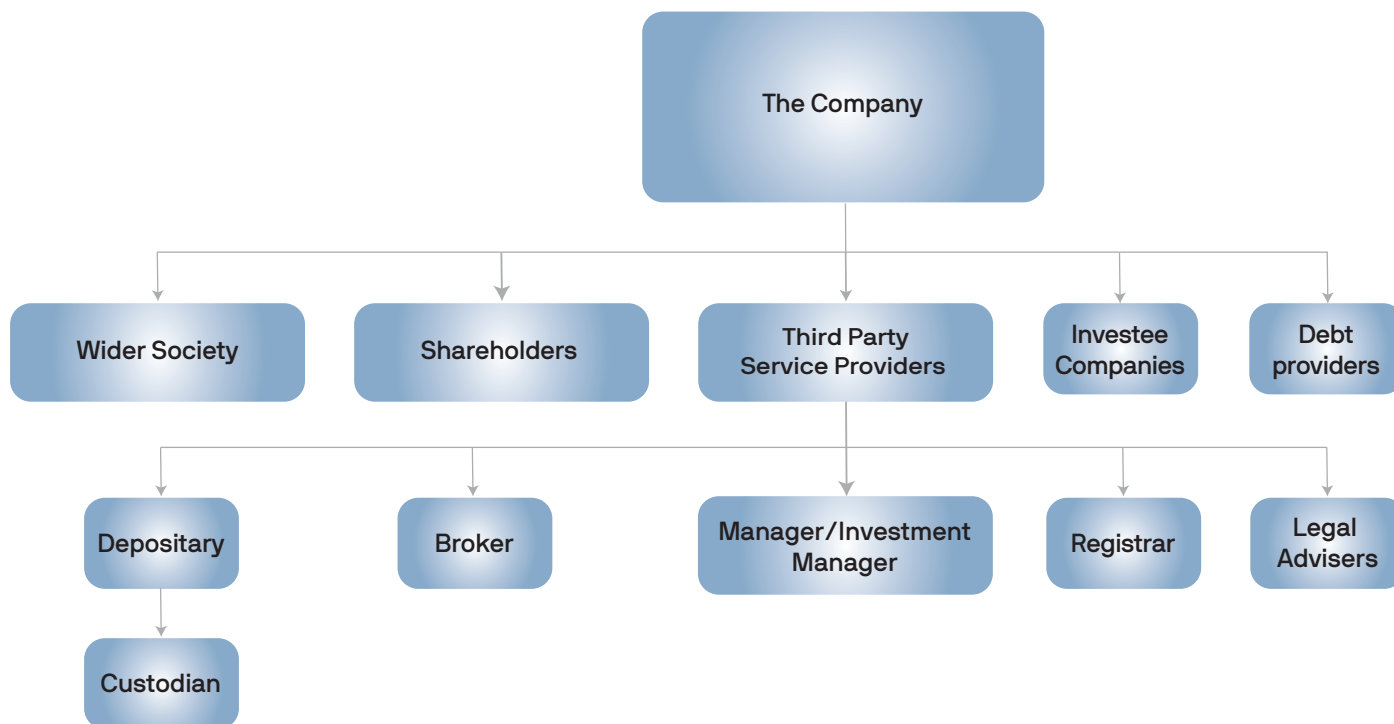 The Company
Wider Society
Shareholders
Third Party
Service Providers
Investee
Companies
Debt
providers
Depositary
Broker
Manager/Investment
Manager
Registrar
Legal
Advisers
Custodian